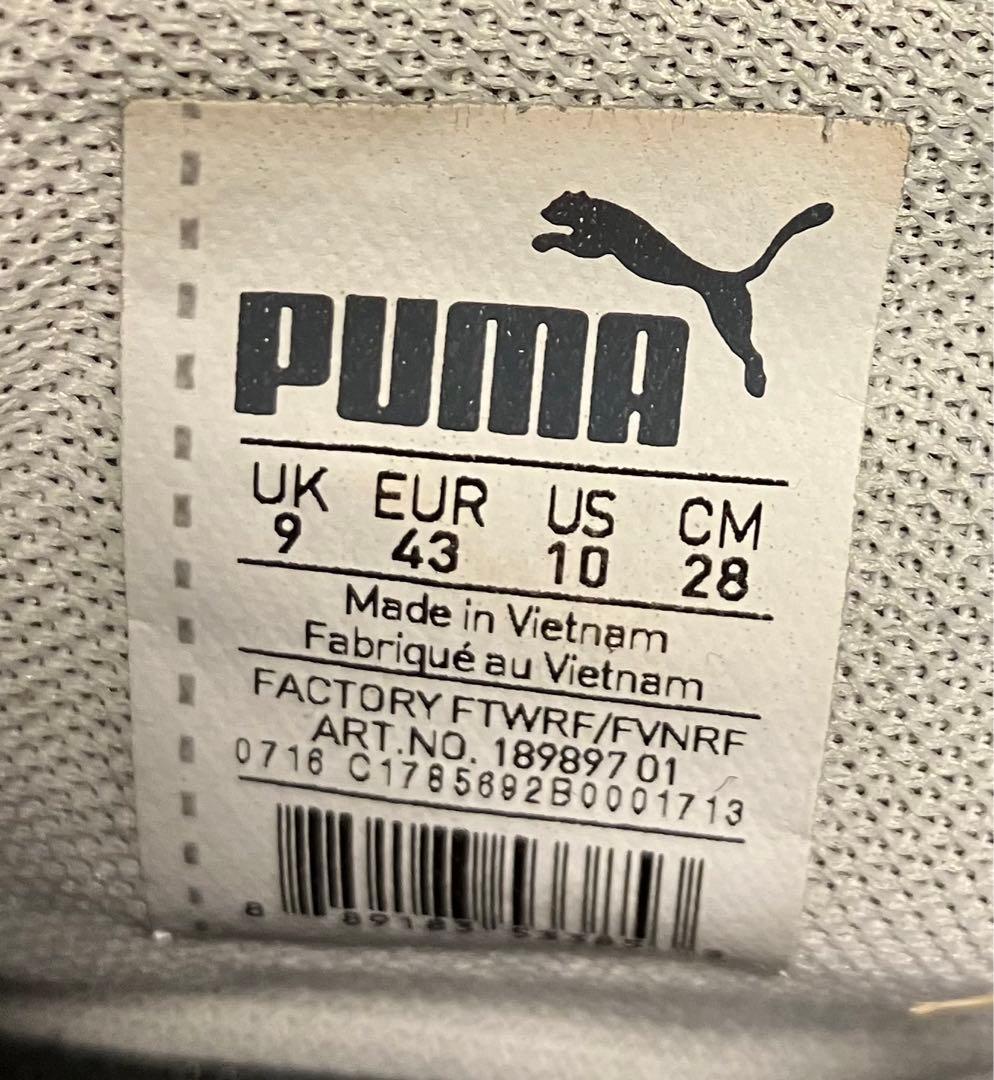 PUMA
UK EUR US CM
9 43 10 28
Made in Vietnam
Fabriqué au Vietnam
FACTORY FTWRF/FVNRF
ART.NO. 189897 01
0716 C1785692B0001713
8